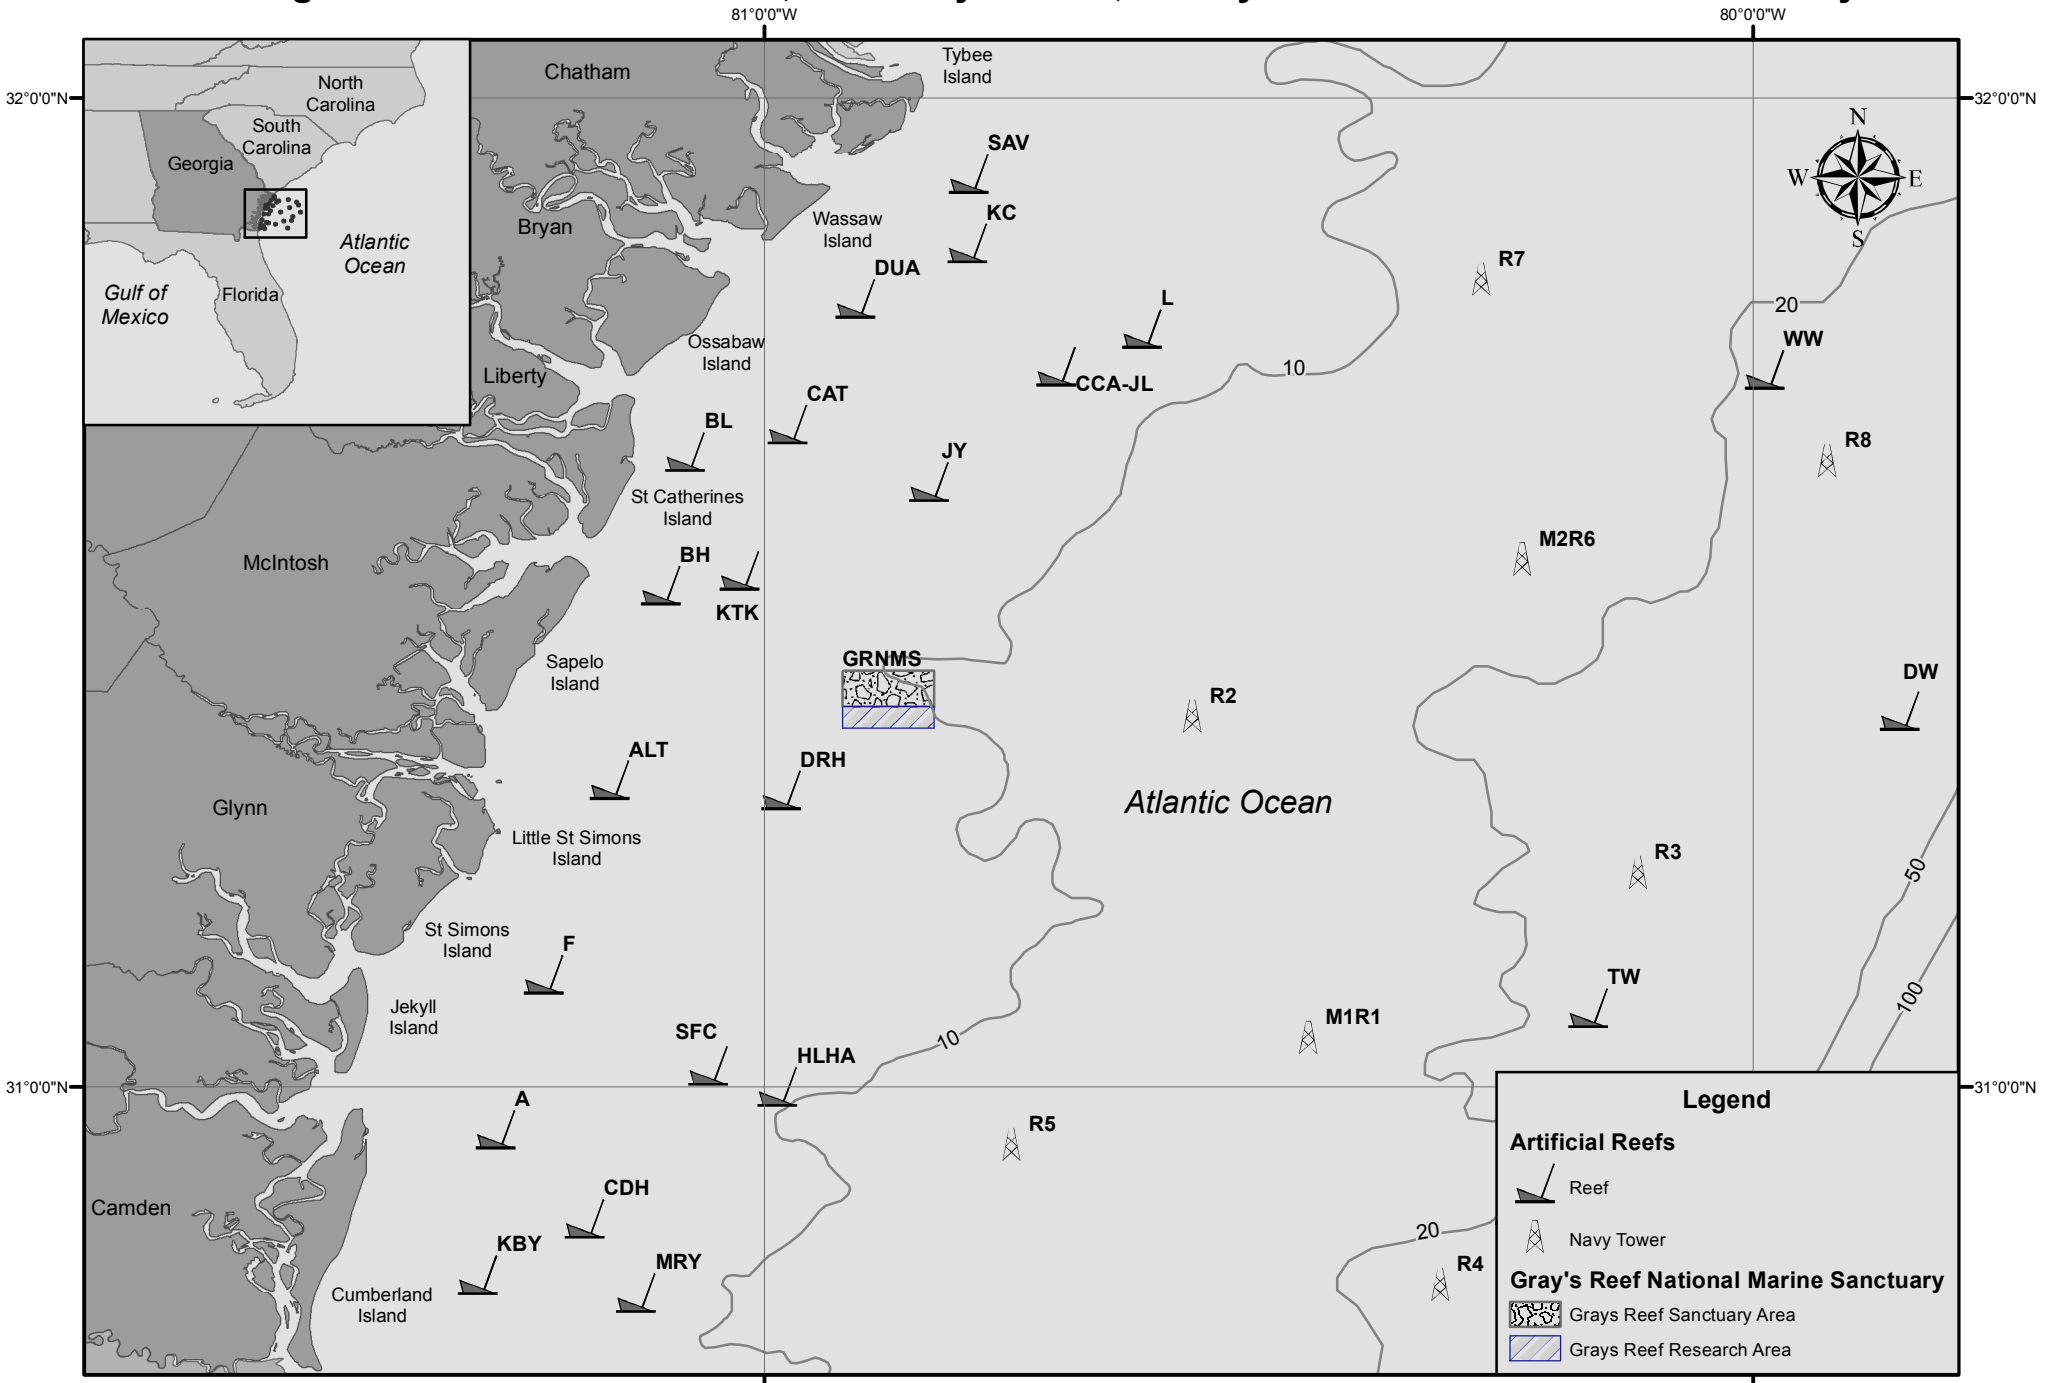 81°0'0"W
80°0'0"W
32°0'0"N
32°0'0"N
North
Carolina
South
Carolina
Georgia
Atlantic
Ocean
Florida
Gulf of
Mexico
Chatham
Tybee
Island
N
W
E
S
SAV
Bryan
Wassaw
Island
KC
R7
DUA
L
20
Ossabaw
Island
WW
10
Liberty
CCA-JL
CAT
BL
R8
JY
St Catherines
Island
M2R6
BH
McIntosh
KTK
GRNMS
Sapelo
Island
DW
R2
ALT
DRH
Atlantic Ocean
Glynn
Little St Simons
Island
R3
50
St Simons
Island
F
TW
100
Jekyll
Island
M1R1
SFC
10
HLHA
31°0'0"N
31°0'0"N
A
R5
CDH
Camden
20
KBY
MRY
R4
Cumberland
Island
Legend
Artificial Reefs
Reef
Navy Tower
Gray's Reef National Marine Sanctuary
Grays Reef Sanctuary Area
Grays Reef Research Area